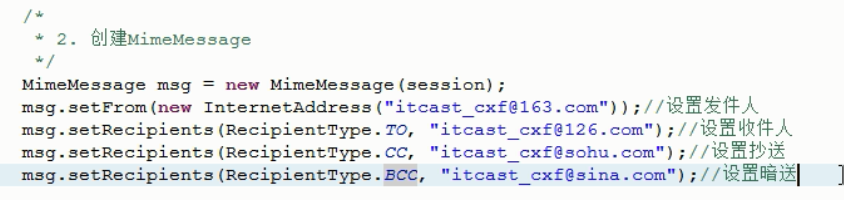 /*
 * 2. 创建MimeMessage
 */
MimeMessage msg = new MimeMessage(session);
msg.setFrom(new InternetAddress("itcast_cxf@163.com"));//设置发件人
msg.setRecipients(RecipientType.TO, "itcast_cxf@126.com");//设置收件人
msg.setRecipients(RecipientType.CC, "itcast_cxf@sohu.com");//设置抄送
msg.setRecipients(RecipientType.BCC, "itcast_cxf@sina.com");//设置暗送